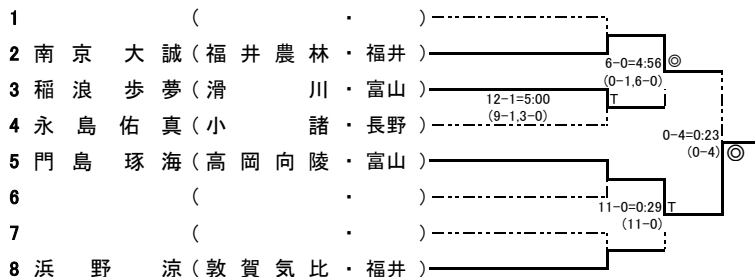 1 ( ・ )
2 南京 大誠 ( 福井農林 ・ 福井 )
6-0=4:56 ◎
(0-1,6-0)
3 稲浪 歩夢 ( 滑川 ・ 富山 )
12-1=5:00 T
(9-1,3-0)
4 永島佑真 ( 小諸 ・ 長野 )
0-4=0:23
(0-4) ◎
5 門島 琢海 ( 高岡向陵 ・ 富山 )
6 ( ・ )
11-0=0:29 T
(11-0)
7 ( ・ )
8 浜野 涼 ( 敦賀気比 ・ 福井 )